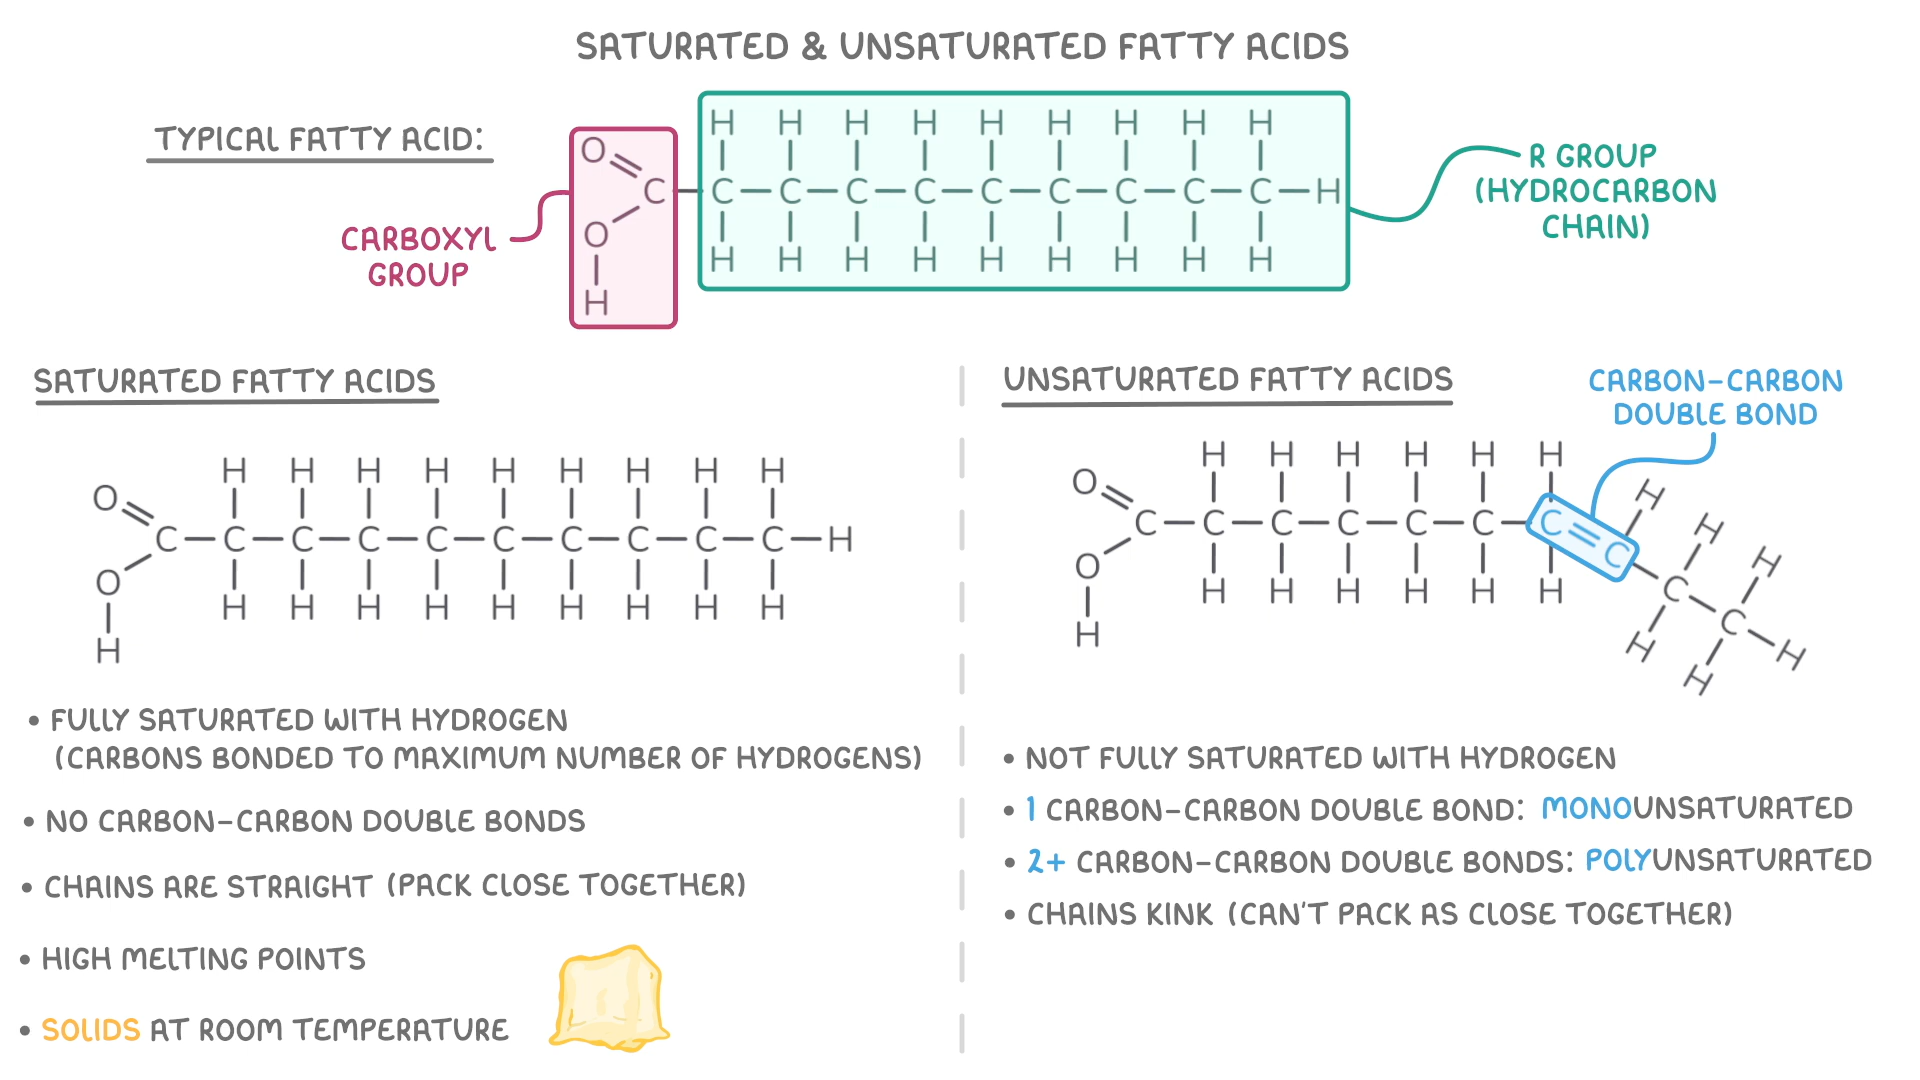 SATURATED & UNSATURATED FATTY ACIDS
TYPICAL FATTY ACID:
CARBOXYL
GROUP
H H H H H H H H H
O
C C C C C C C C C C H
O
H H H H H H H H H
H
R GROUP
(HYDROCARBON
CHAIN)
SATURATED FATTY ACIDS
H H H H H H H H H
O
C C C C C C C C C C H
O
H H H H H H H H H
H
• FULLY SATURATED WITH HYDROGEN
(CARBONS BONDED TO MAXIMUM NUMBER OF HYDROGENS)
• NO CARBON-CARBON DOUBLE BONDS
• CHAINS ARE STRAIGHT (PACK CLOSE TOGETHER)
• HIGH MELTING POINTS
• SOLIDS AT ROOM TEMPERATURE
UNSATURATED FATTY ACIDS
CARBON-CARBON
DOUBLE BOND
H H H H H H
O H H H
C C C C C C C=C C C H
O
H H H H H H H H
H
• NOT FULLY SATURATED WITH HYDROGEN
• 1 CARBON-CARBON DOUBLE BOND: MONOUNSATURATED
• 2+ CARBON-CARBON DOUBLE BONDS: POLYUNSATURATED
• CHAINS KINK (CAN'T PACK AS CLOSE TOGETHER)